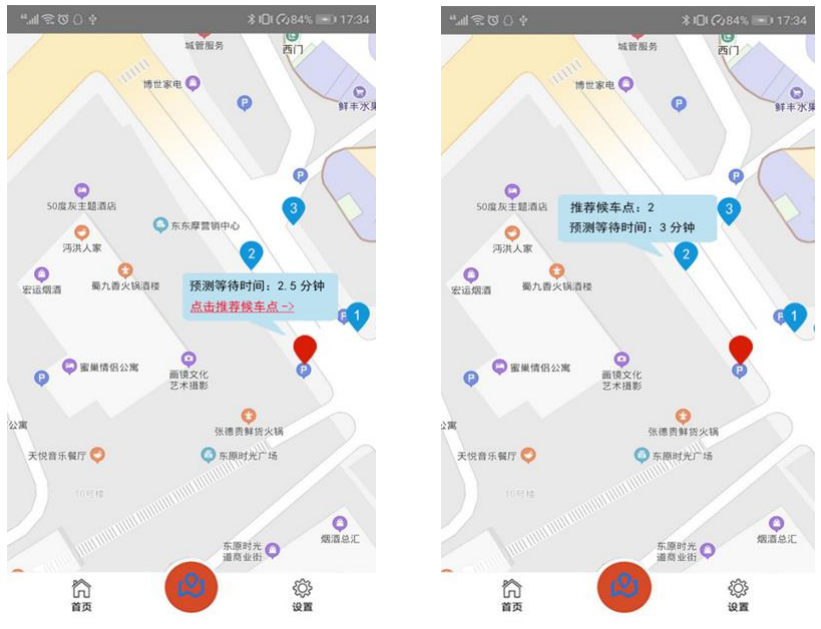 84% 17:34
城管服务
西门
博世家电
P
鲜丰水果
P
50度灰主题酒店
3
东东摩营销中心
沔洪人家
2
宏运烟酒
蜀九香火锅酒楼
预测等待时间：2.5 分钟
点击推荐候车点->
P
1
蜜巢情侣公寓
P
画镜文化
艺术摄影
P
公寓
张德贵鲜货火锅
天悦音乐餐厅
东原时光广场
10号楼
烟酒总汇
东原时光
道商业街
首页
设置
84% 17:34
城管服务
西门
博世家电
P
鲜丰水果
P
50度灰主题酒店
推荐候车点：2
预测等待时间：3 分钟
3
沔洪人家
2
宏运烟酒
蜀九香火锅酒楼
P
1
蜜巢情侣公寓
P
画镜文化
艺术摄影
P
公寓
张德贵鲜货火锅
天悦音乐餐厅
东原时光广场
10号楼
烟酒总汇
东原时光
道商业街
首页
设置